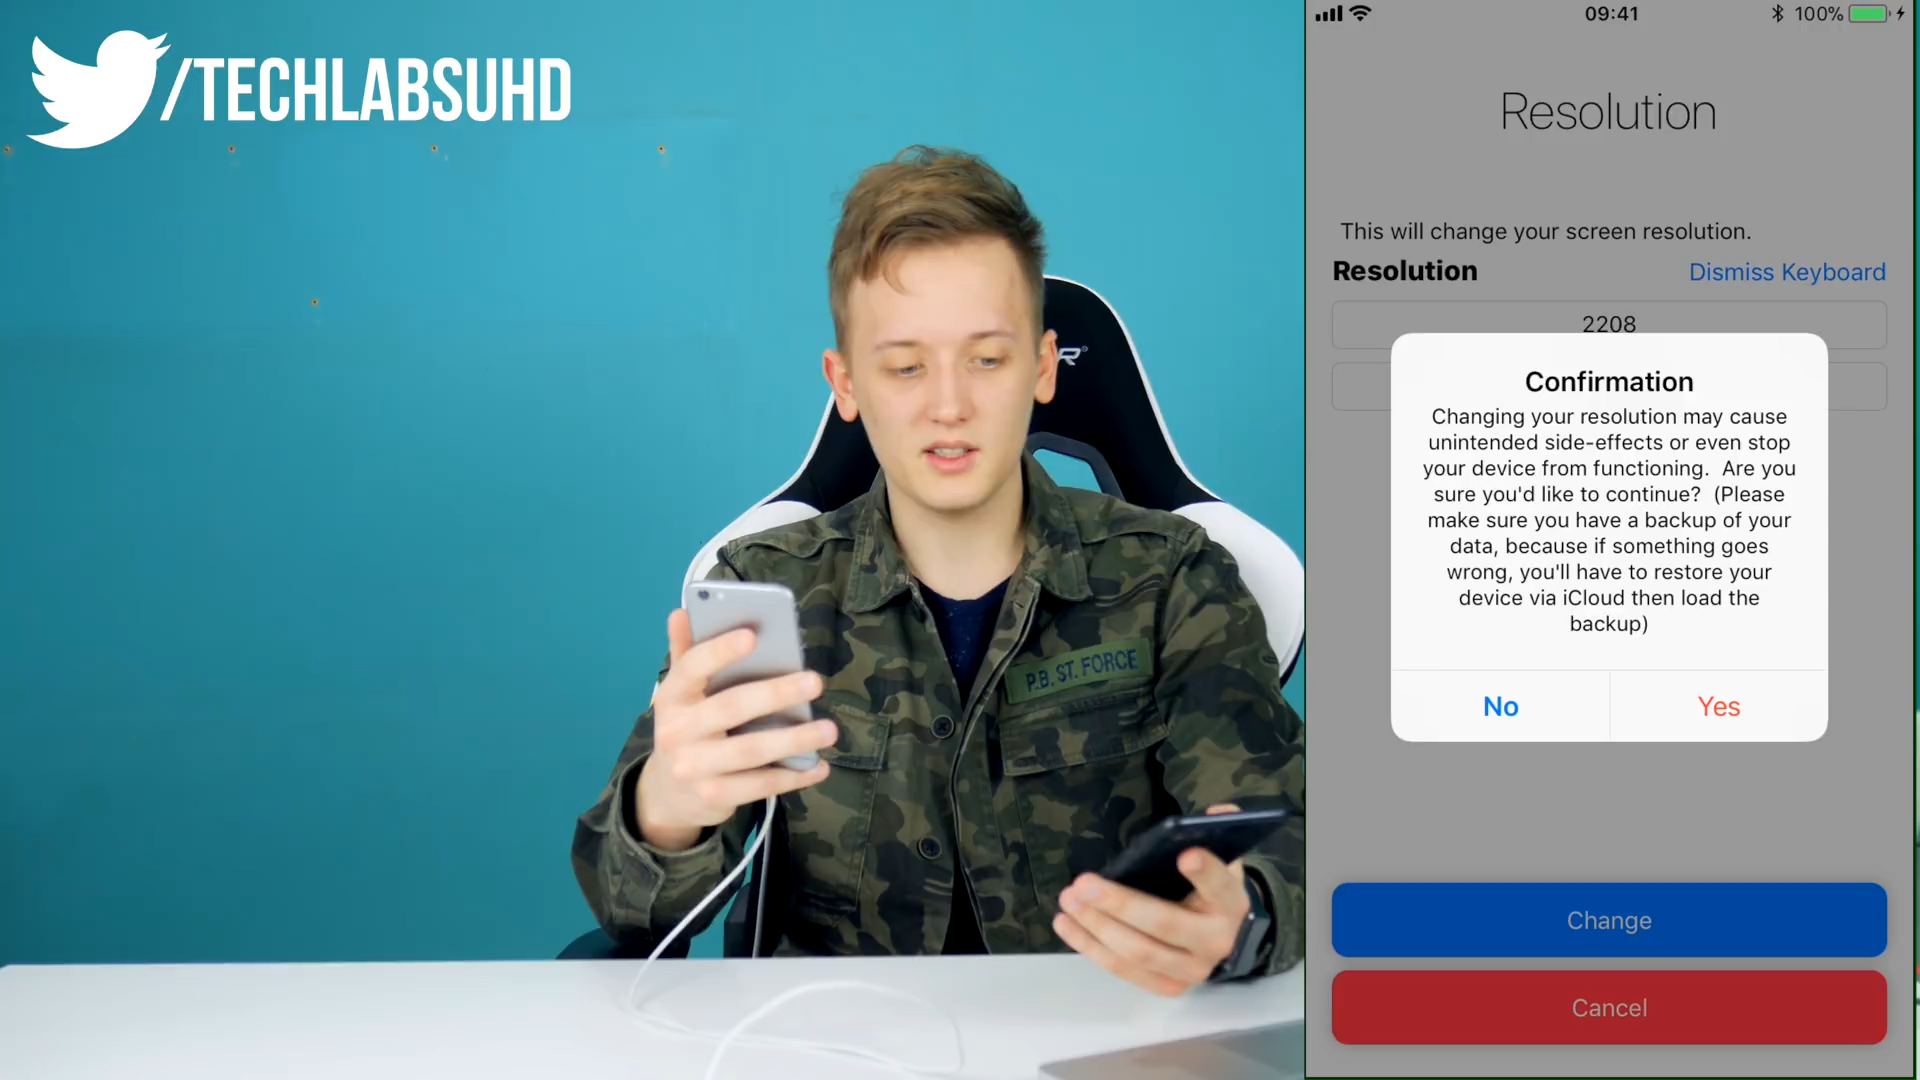 /TECHLABSUHD
09:41
100%
Resolution
This will change your screen resolution.
Resolution
Dismiss Keyboard
2208
Confirmation
Changing your resolution may cause
unintended side-effects or even stop
your device from functioning. Are you
sure you'd like to continue? (Please
make sure you have a backup of your
data, because if something goes
wrong, you'll have to restore your
device via iCloud then load the
backup)
No
Yes
Change
Cancel
P.B. ST. FORCE